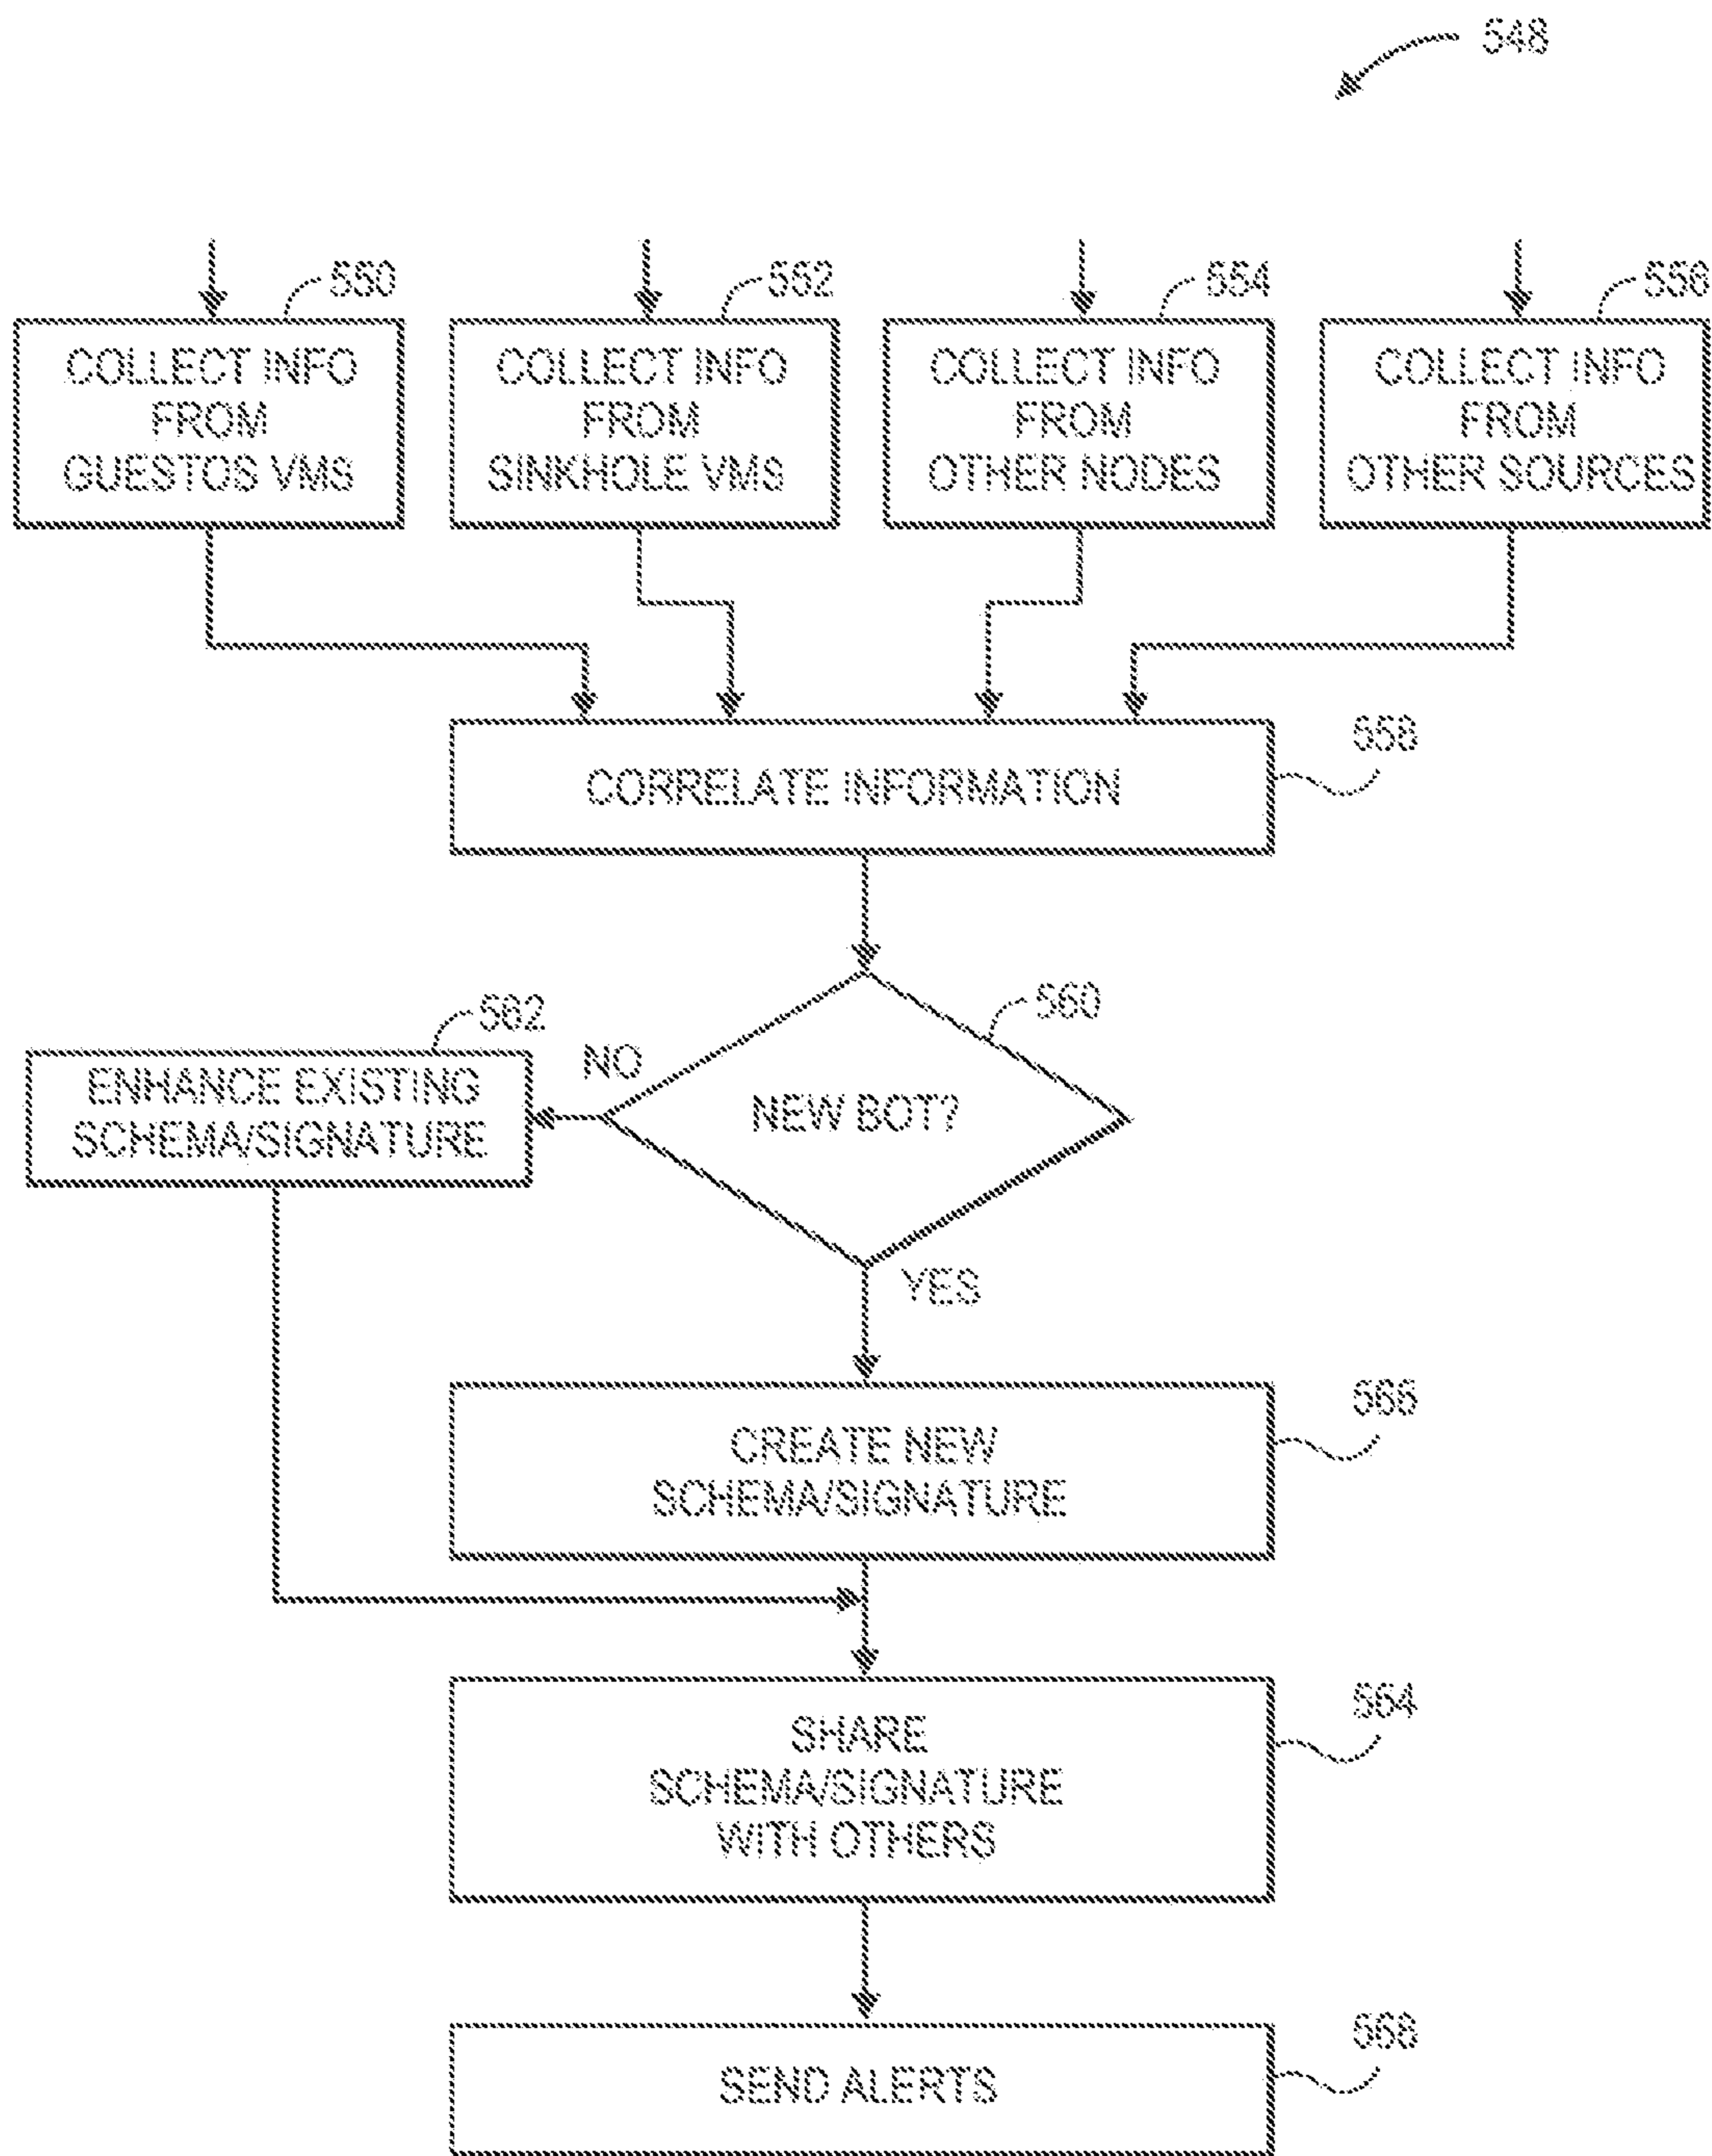 548
550
552
554
556
COLLECT INFO
FROM
GUESTOS VMS
COLLECT INFO
FROM
SINKHOLE VMS
COLLECT INFO
FROM
OTHER NODES
COLLECT INFO
FROM
OTHER SOURCES
558
CORRELATE INFORMATION
560
562
NO
ENHANCE EXISTING
SCHEMA/SIGNATURE
NEW BOT?
YES
566
CREATE NEW
SCHEMA/SIGNATURE
564
SHARE
SCHEMA/SIGNATURE
WITH OTHERS
568
SEND ALERTS